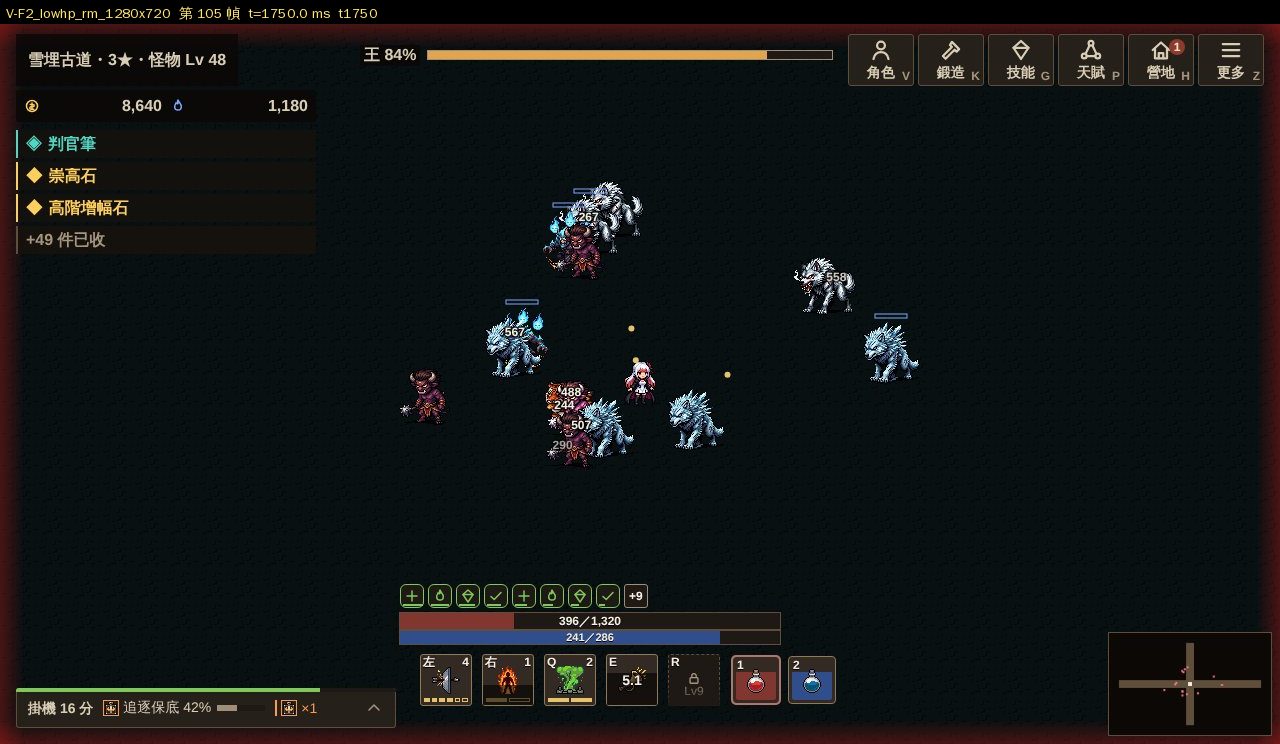 V-F2_lowhp_rm_1280x720 第 105 幀 t=1750.0 ms t1750
雪埋古道・3★・怪物 Lv 48
王 84%
角色 V
鍛造 K
技能 G
天賦 P
營地 H
1
更多 Z
8,640
1,180
判官筆
崇高石
高階增幅石
+49 件已收
267
558
567
488
244
507
290
+9
396／1,320
241／286
左 4
右 1
Q 2
E 5.1
R Lv9
1
2
掛機 16 分 追逐保底 42% ×1